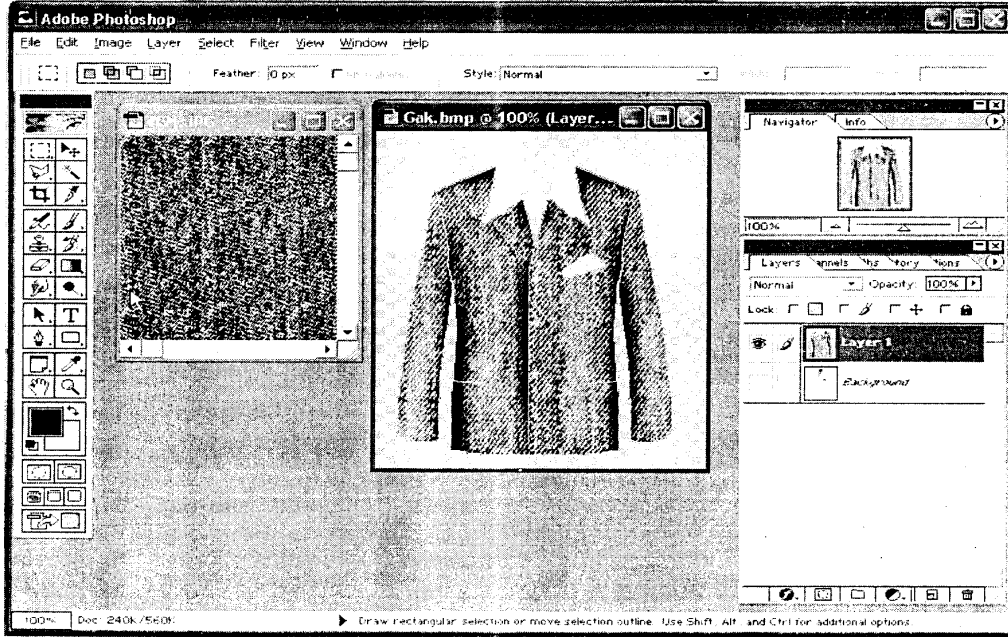 Adobe Photoshop
File Edit Image Layer Select Filter View Window Help
Feather: 0 px Style: Normal
Gak.bmp @ 100% (Layer...
Navigator Info
100%
Layers
Normal Opacity: 100%
Lock:
Layer 1
Background
100% Doc: 240K/560K Draw rectangular selection or move selection outline. Use Shift, Alt, and Ctrl for additional options.